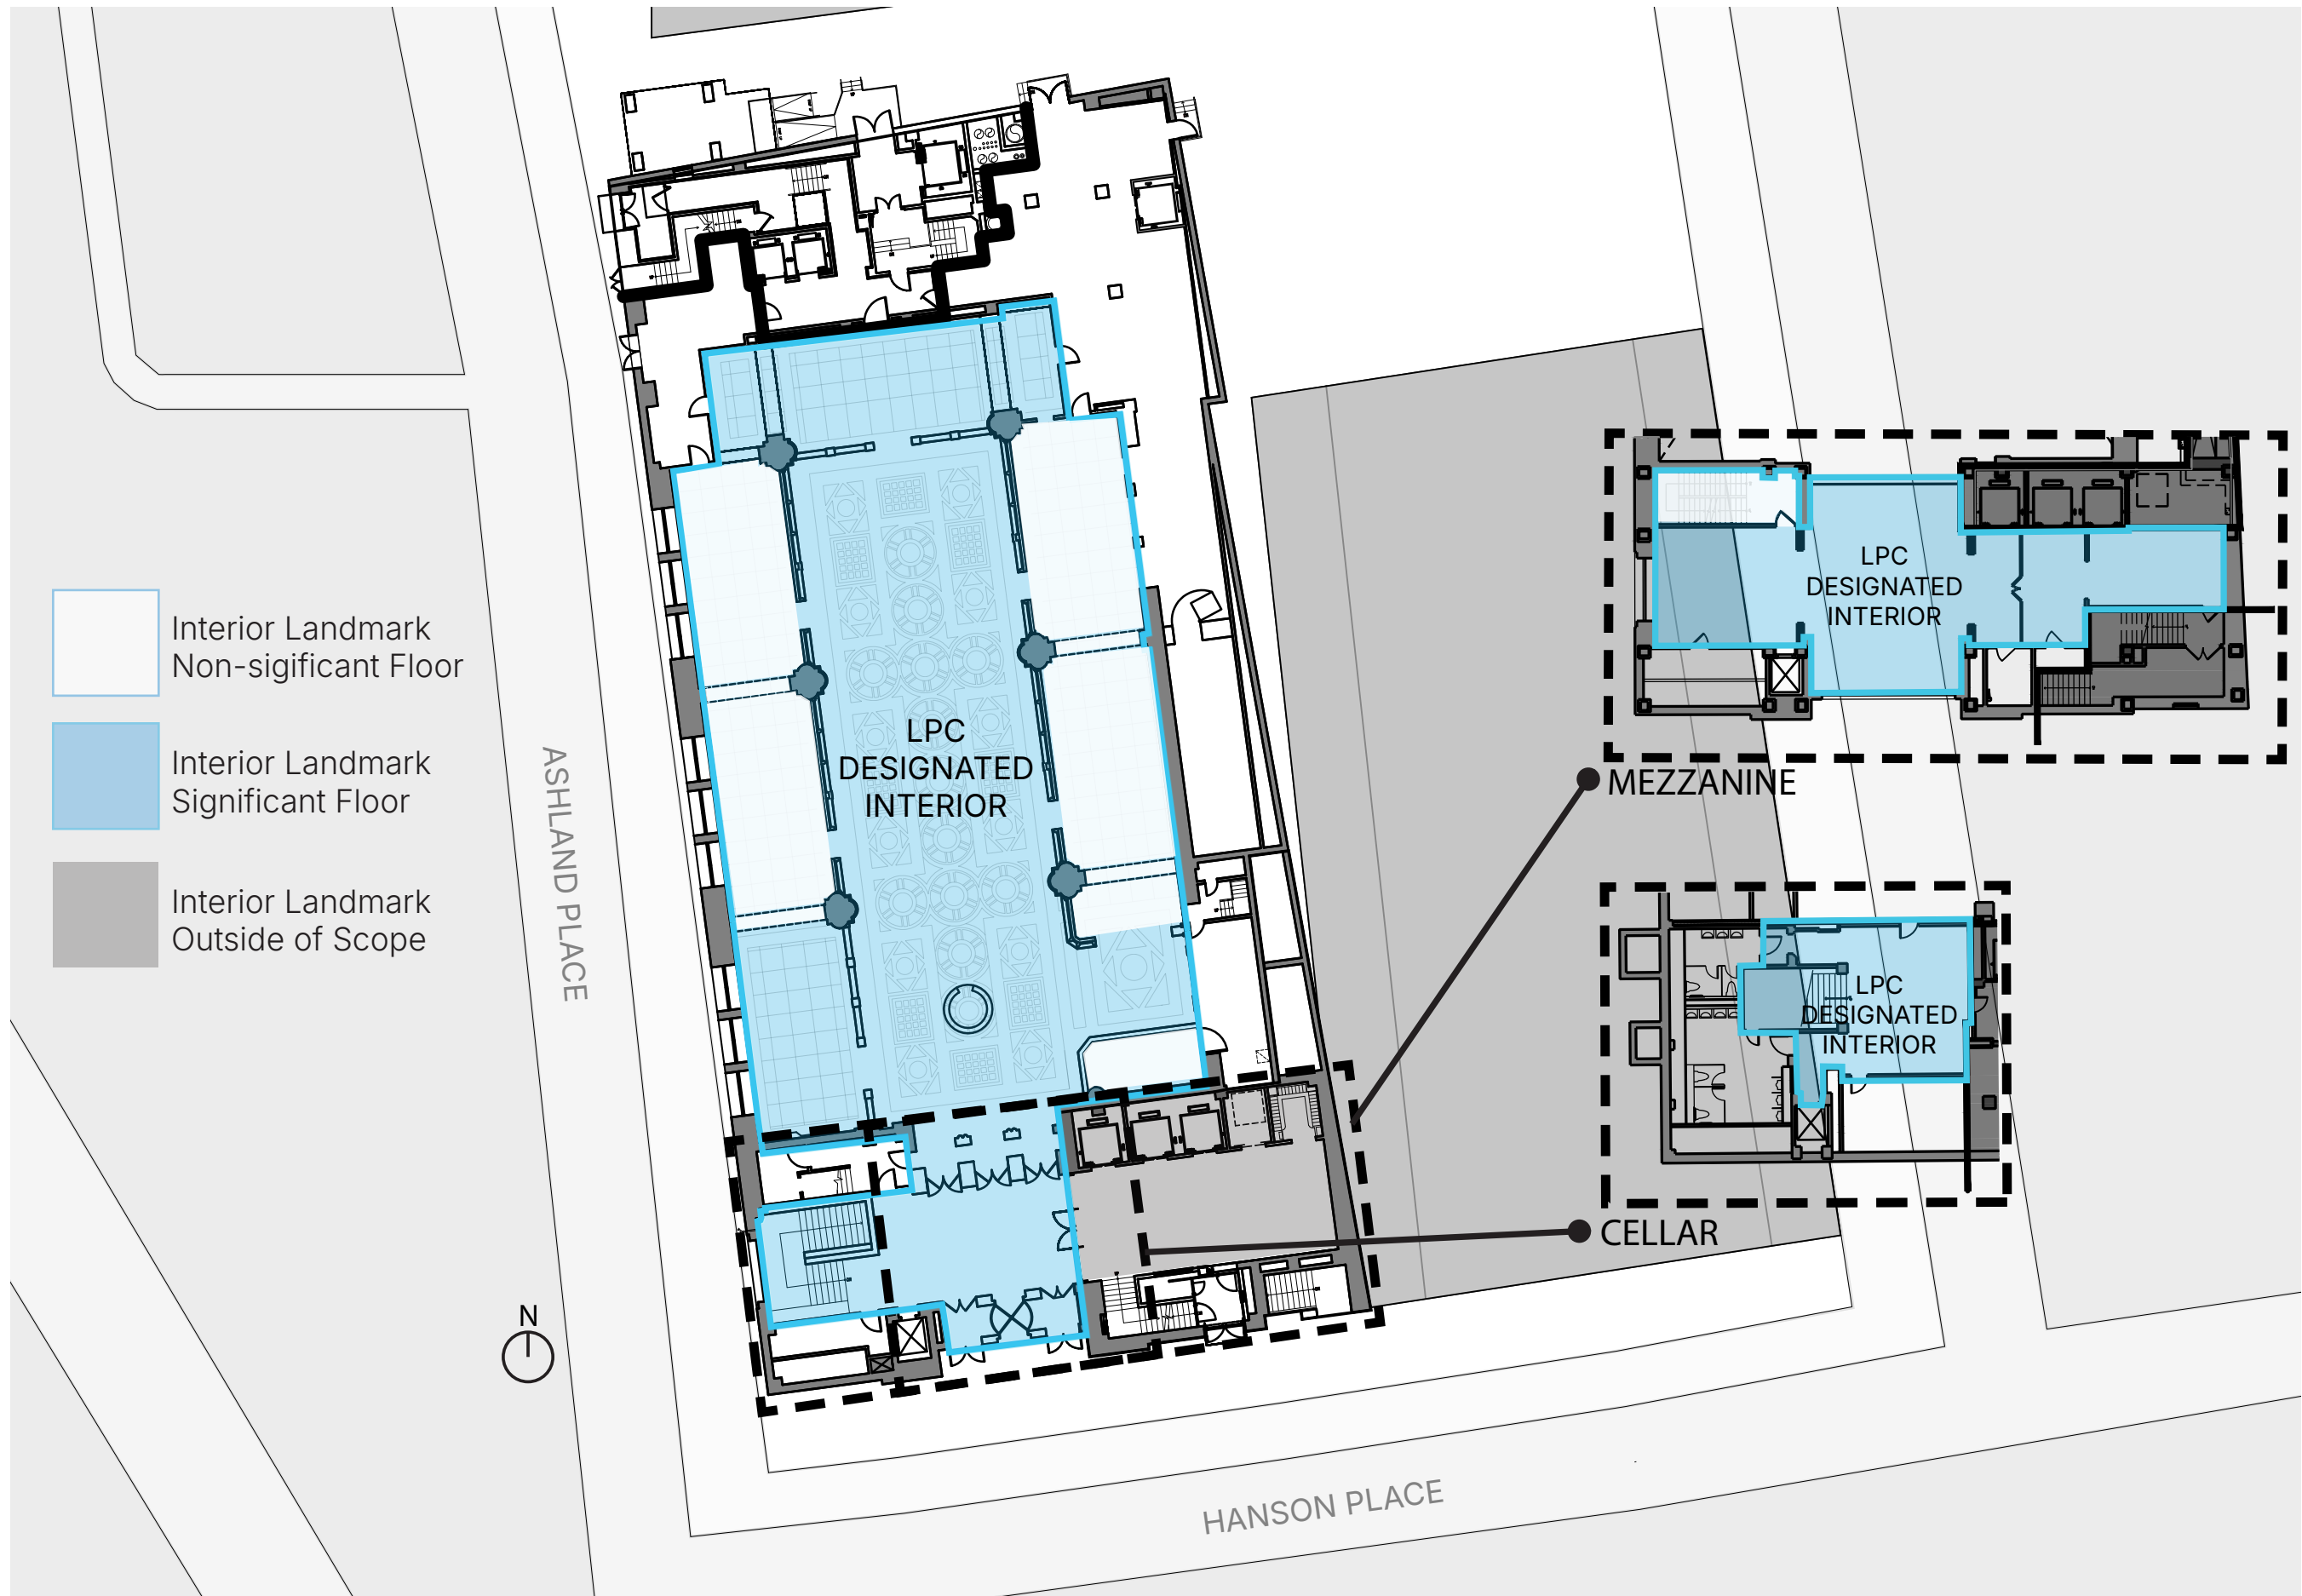 Interior Landmark
Non-sigificant Floor
Interior Landmark
Significant Floor
Interior Landmark
Outside of Scope
ASHLAND PLACE
LPC
DESIGNATED
INTERIOR
LPC
DESIGNATED
INTERIOR
MEZZANINE
LPC
DESIGNATED
INTERIOR
CELLAR
N
HANSON PLACE